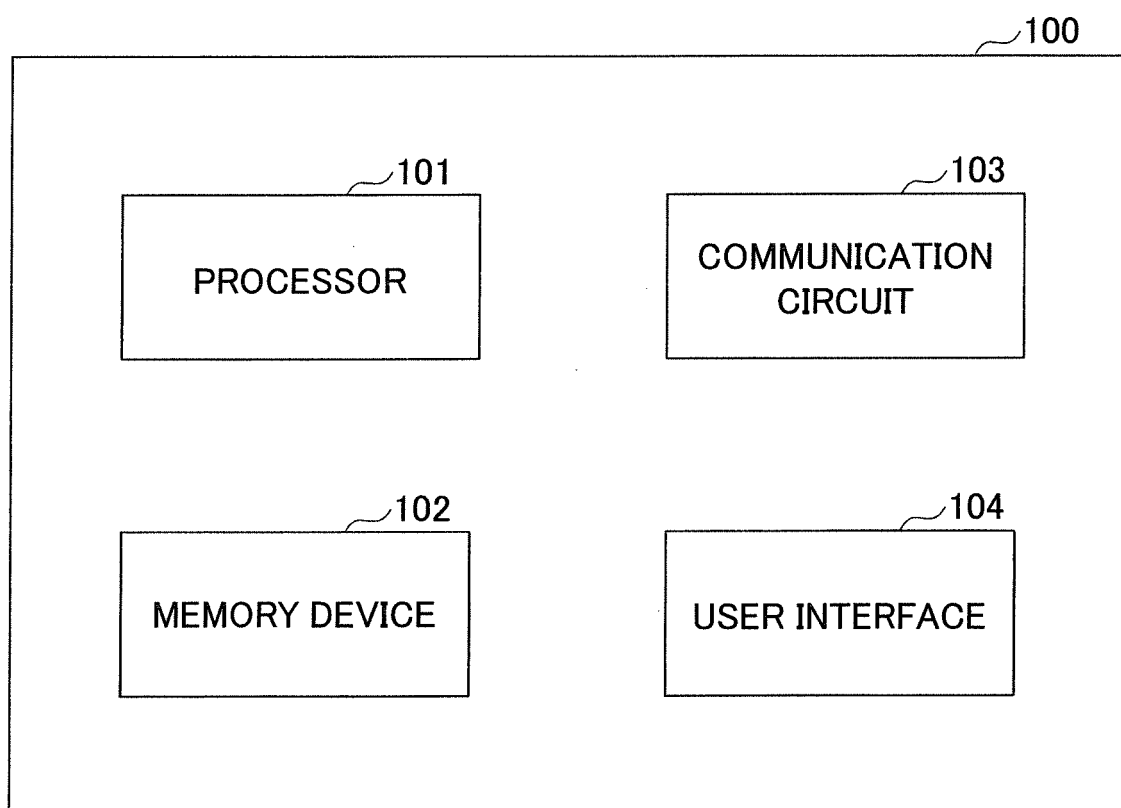 100
101
PROCESSOR
103
COMMUNICATION
CIRCUIT
102
MEMORY DEVICE
104
USER INTERFACE